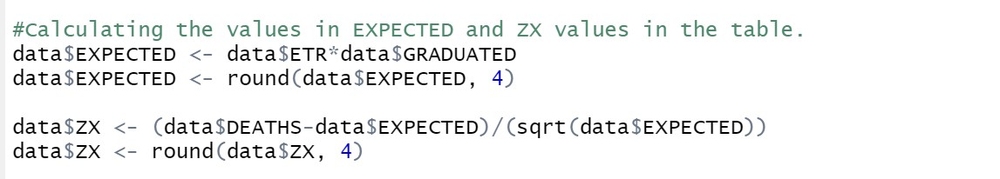 #Calculating the values in EXPECTED and ZX values in the table.
data$EXPECTED <- data$ETR*data$GRADUATED
data$EXPECTED <- round(data$EXPECTED, 4)
data$ZX <- (data$DEATHS-data$EXPECTED)/(sqrt(data$EXPECTED))
data$ZX <- round(data$ZX, 4)